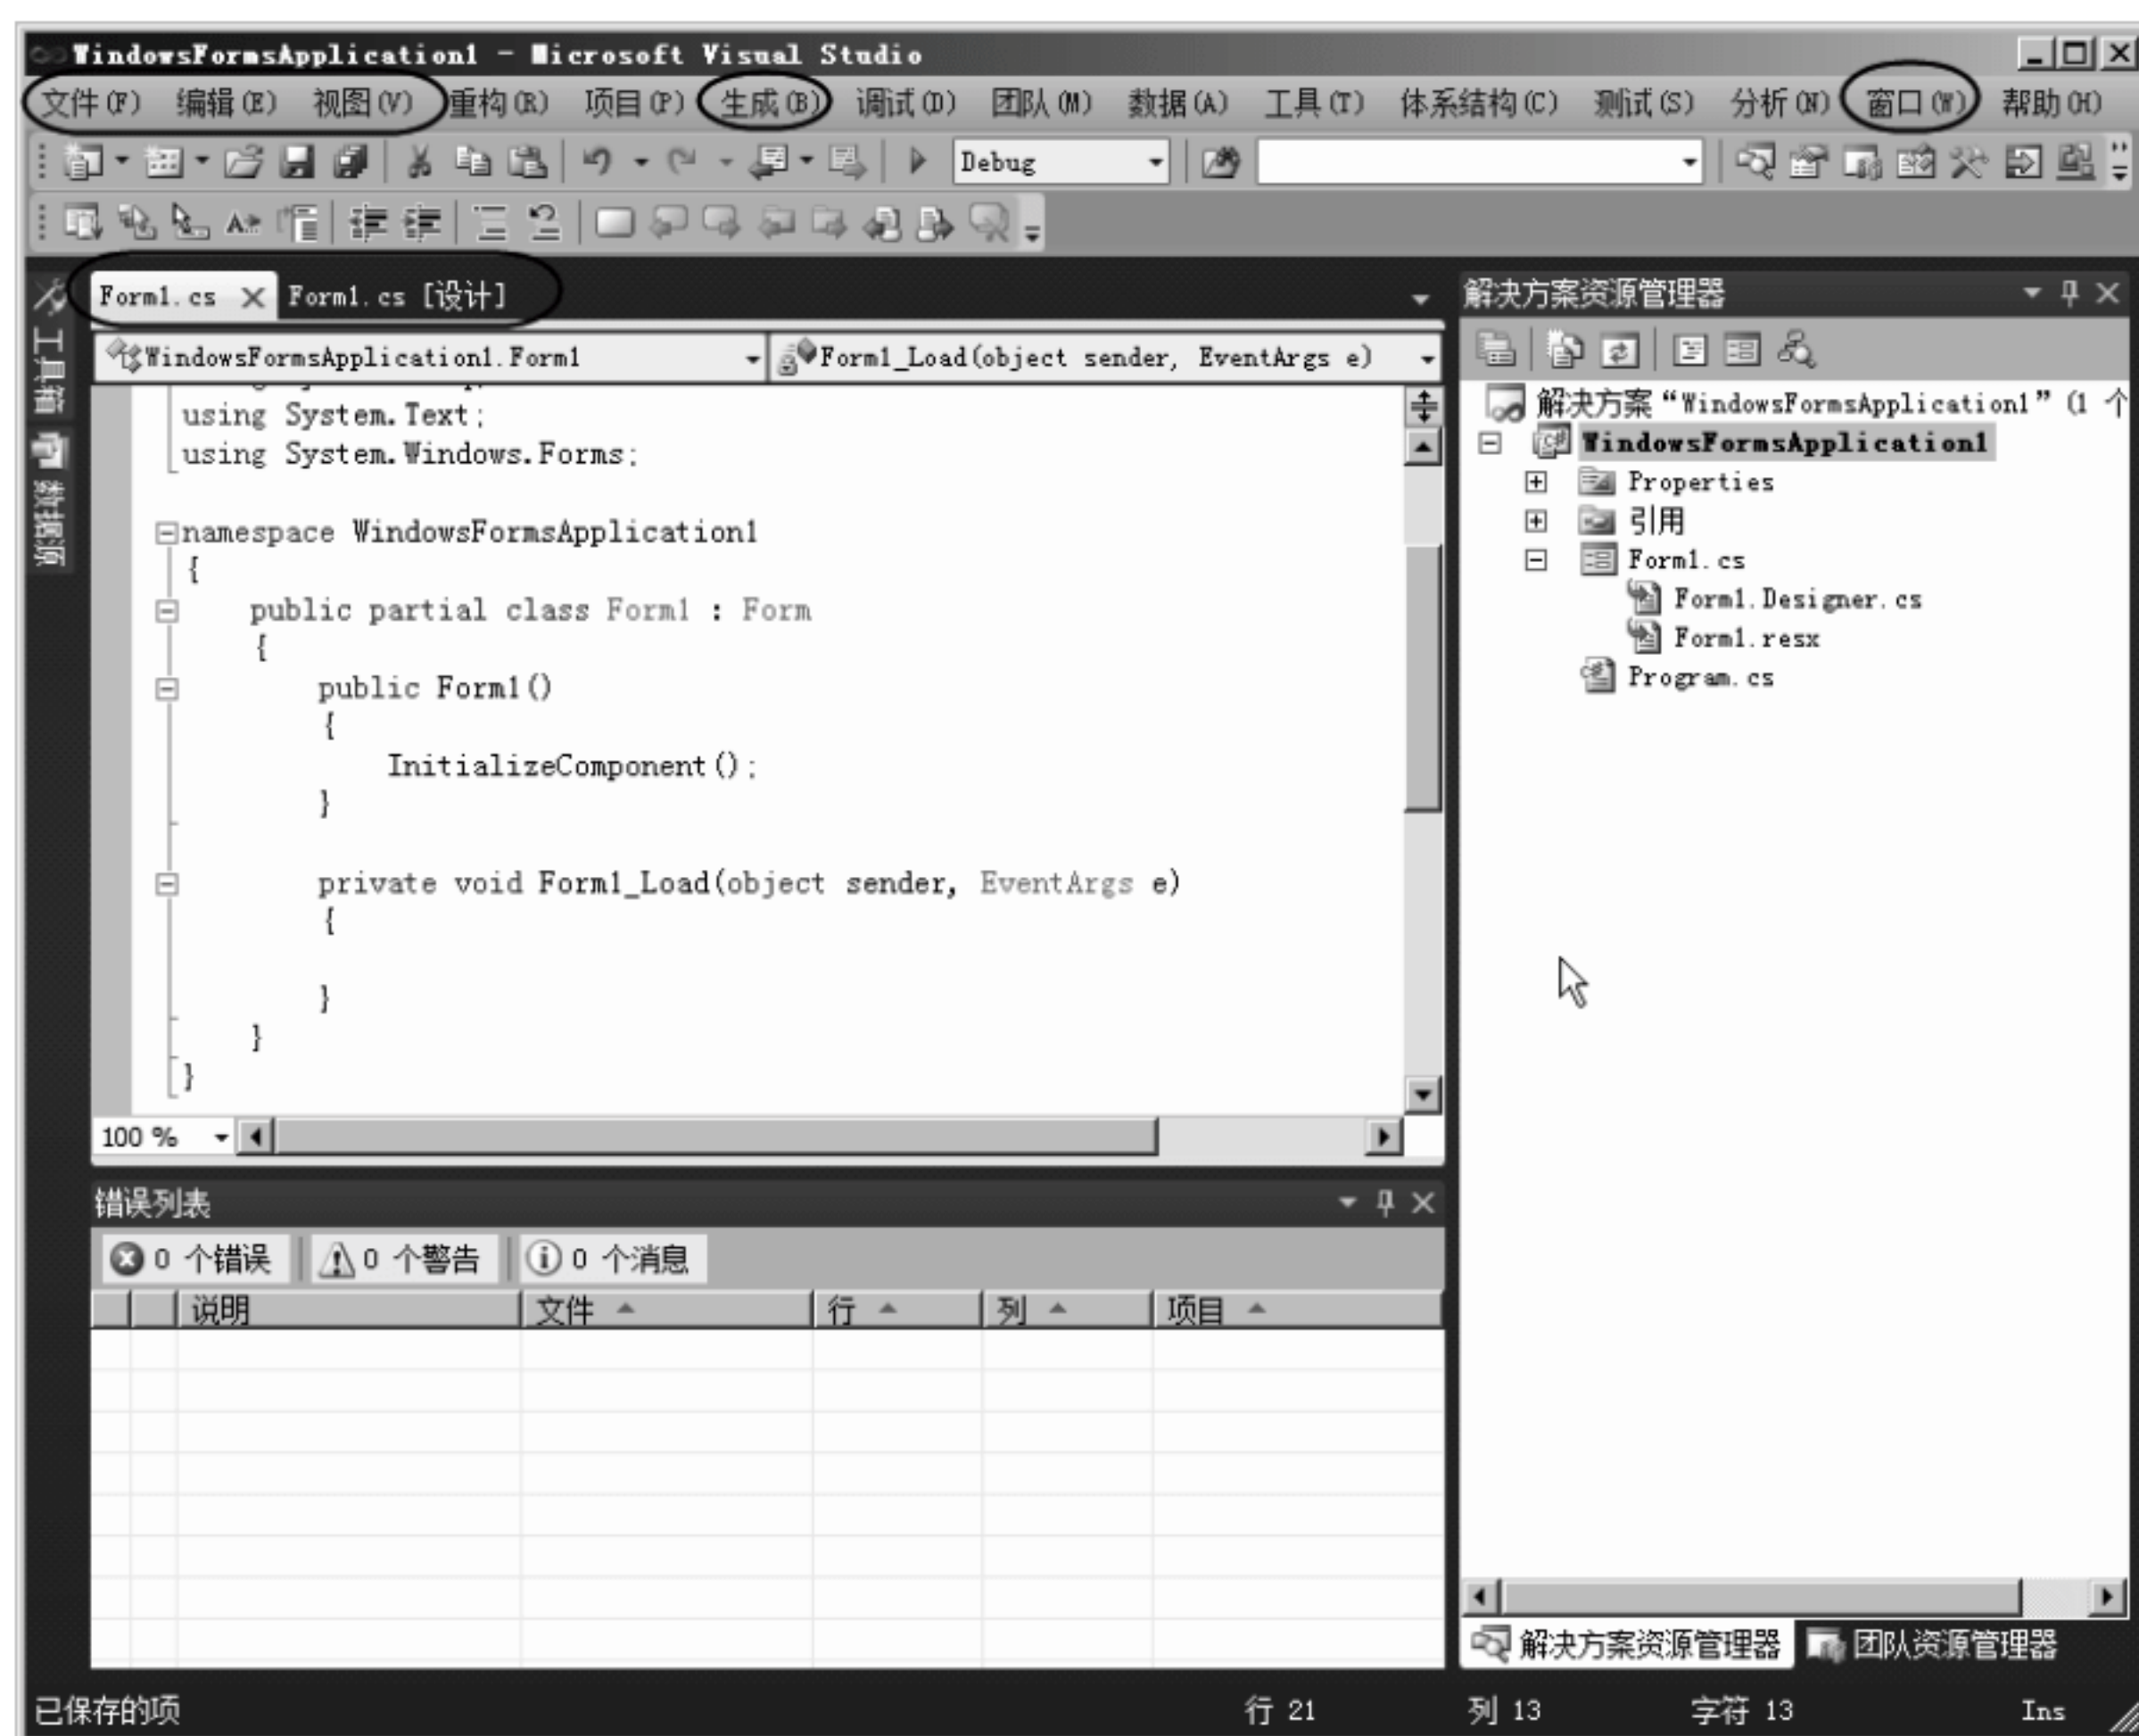 WindowsFormsApplication1 - Microsoft Visual Studio
文件(F) 编辑(E) 视图(V) 重构(R) 项目(P) 生成(B) 调试(D) 团队(M) 数据(A) 工具(T) 体系结构(C) 测试(S) 分析(N) 窗口(W) 帮助(H)
Debug
工具箱
数据源
Form1.cs Form1.cs [设计]
WindowsFormsApplication1.Form1 Form1_Load(object sender, EventArgs e)
using System.Text;
using System.Windows.Forms;
namespace WindowsFormsApplication1
{
public partial class Form1 : Form
{
public Form1()
{
InitializeComponent();
}
private void Form1_Load(object sender, EventArgs e)
{
}
}
}
100 %
错误列表
0 个错误 0 个警告 0 个消息
说明 文件 行 列 项目
解决方案资源管理器
解决方案“WindowsFormsApplication1”(1 个
WindowsFormsApplication1
Properties
引用
Form1.cs
Form1.Designer.cs
Form1.resx
Program.cs
解决方案资源管理器 团队资源管理器
已保存的项 行 21 列 13 字符 13 Ins